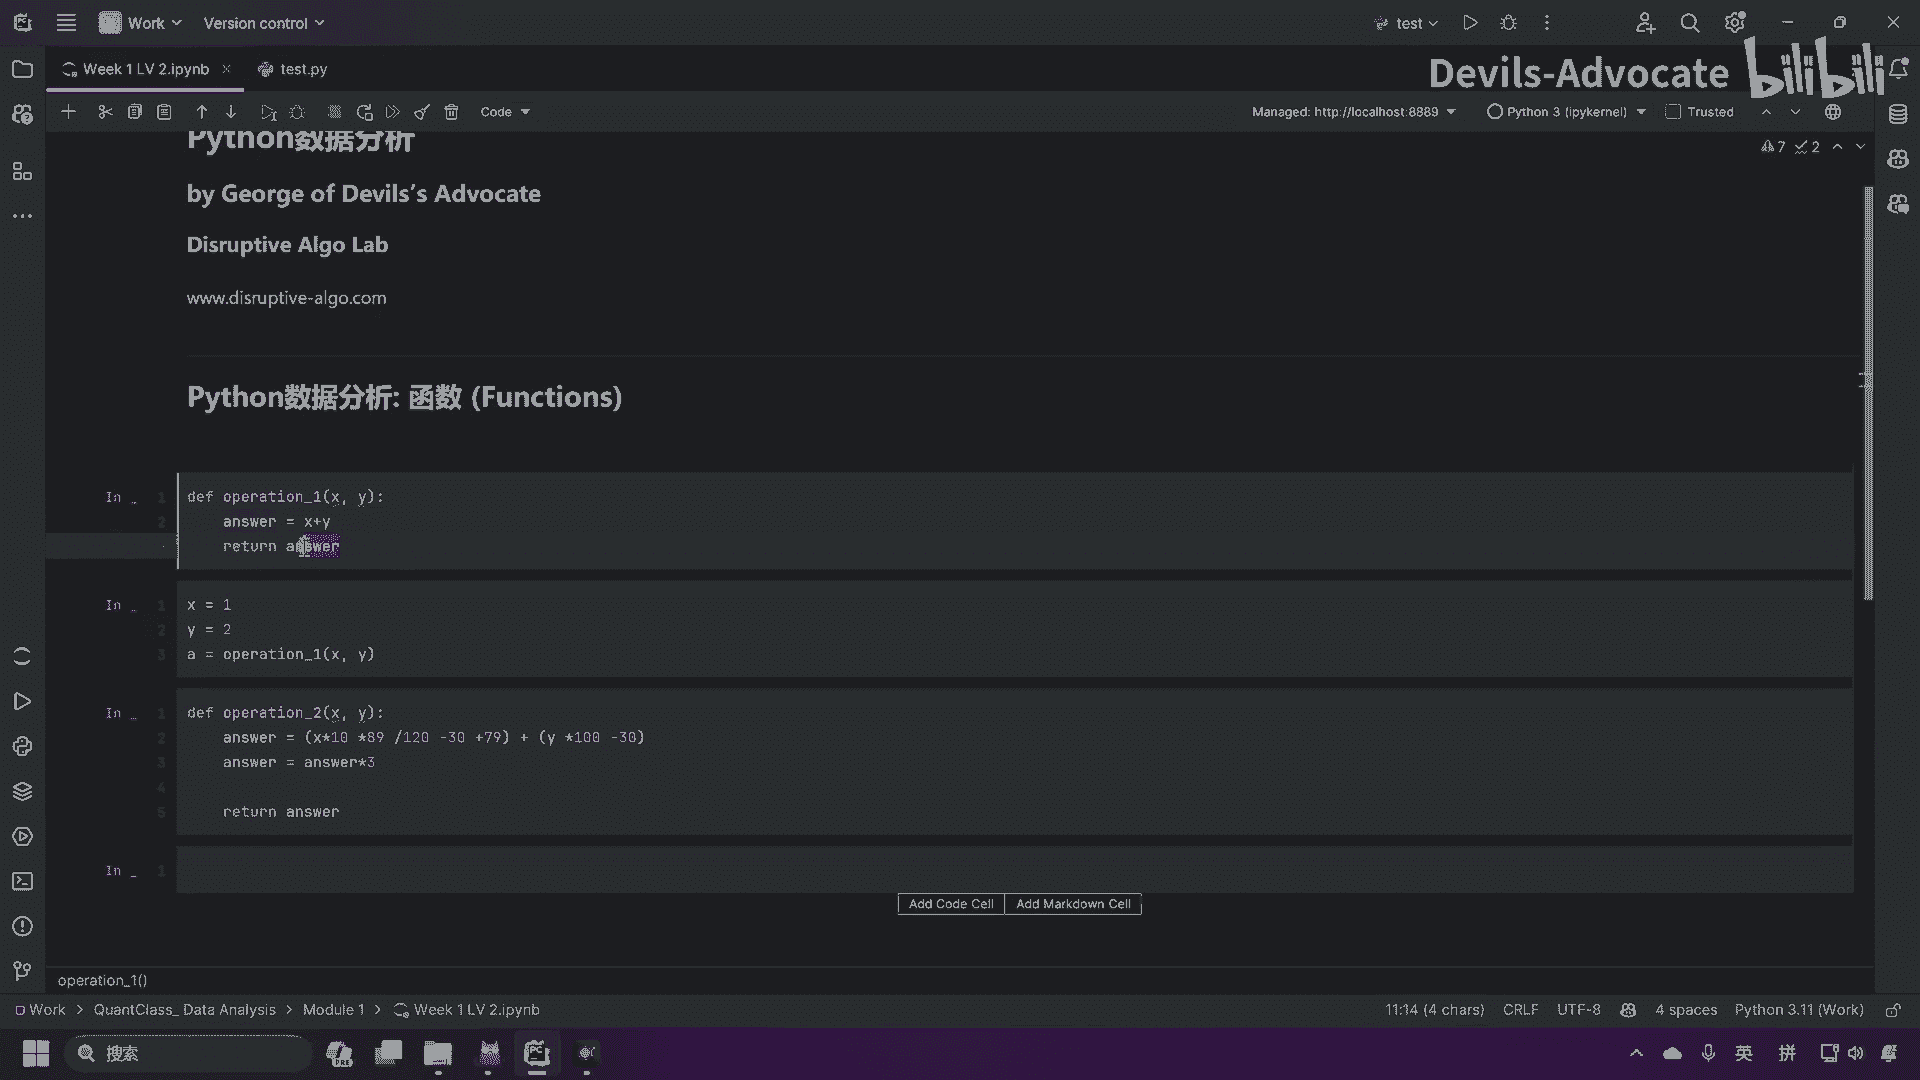 Work
Version control
test
Week 1 LV 2.ipynb
test.py
Devils-Advocate bilibili
Code
Managed: http://localhost:8889
Python 3 (ipykernel)
Trusted
Python数据分析
7 2
by George of Devils's Advocate
Disruptive Algo Lab
www.disruptive-algo.com
Python数据分析: 函数 (Functions)
In _ 1 def operation_1(x, y):
2 answer = x+y
return answer
In _ 1 x = 1
2 y = 2
3 a = operation_1(x, y)
In _ 1 def operation_2(x, y):
2 answer = (x*10 *89 /120 -30 +79) + (y *100 -30)
3 answer = answer*3
4
5 return answer
In _ 1
Add Code Cell Add Markdown Cell
operation_1()
Work > QuantClass_ Data Analysis > Module 1 > Week 1 LV 2.ipynb
11:14 (4 chars) CRLF UTF-8 4 spaces Python 3.11 (Work)
搜索
PRE
PC
英
拼